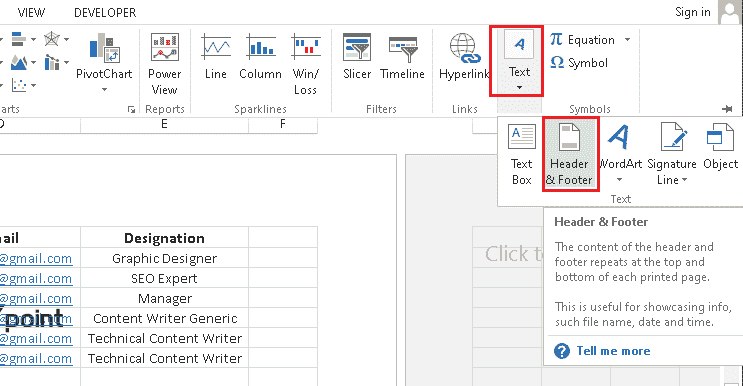 VIEW DEVELOPER Sign in
PivotChart Power View Line Column Win/Loss Slicer Timeline Hyperlink Text π Equation
Ω Symbol
Reports Sparklines Filters Links Symbols
E F
Text Box Header & Footer WordArt Signature Line Object
Text
Header & Footer
The content of the header and
footer repeats at the top and
bottom of each printed page.
This is useful for showcasing info,
such file name, date and time.
? Tell me more
Click to
Designation
@gmail.com Graphic Designer
@gmail.com SEO Expert
@gmail.com Manager
point
@gmail.com Content Writer Generic
@gmail.com Technical Content Writer
@gmail.com Technical Content Writer